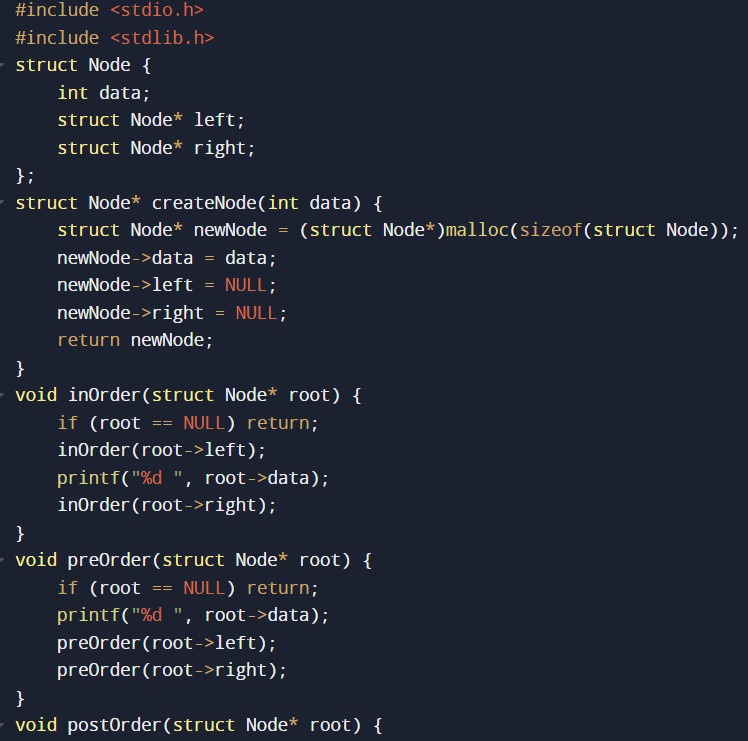 #include <stdio.h>
#include <stdlib.h>
struct Node {
    int data;
    struct Node* left;
    struct Node* right;
};
struct Node* createNode(int data) {
    struct Node* newNode = (struct Node*)malloc(sizeof(struct Node));
    newNode->data = data;
    newNode->left = NULL;
    newNode->right = NULL;
    return newNode;
}
void inOrder(struct Node* root) {
    if (root == NULL) return;
    inOrder(root->left);
    printf("%d ", root->data);
    inOrder(root->right);
}
void preOrder(struct Node* root) {
    if (root == NULL) return;
    printf("%d ", root->data);
    preOrder(root->left);
    preOrder(root->right);
}
void postOrder(struct Node* root) {